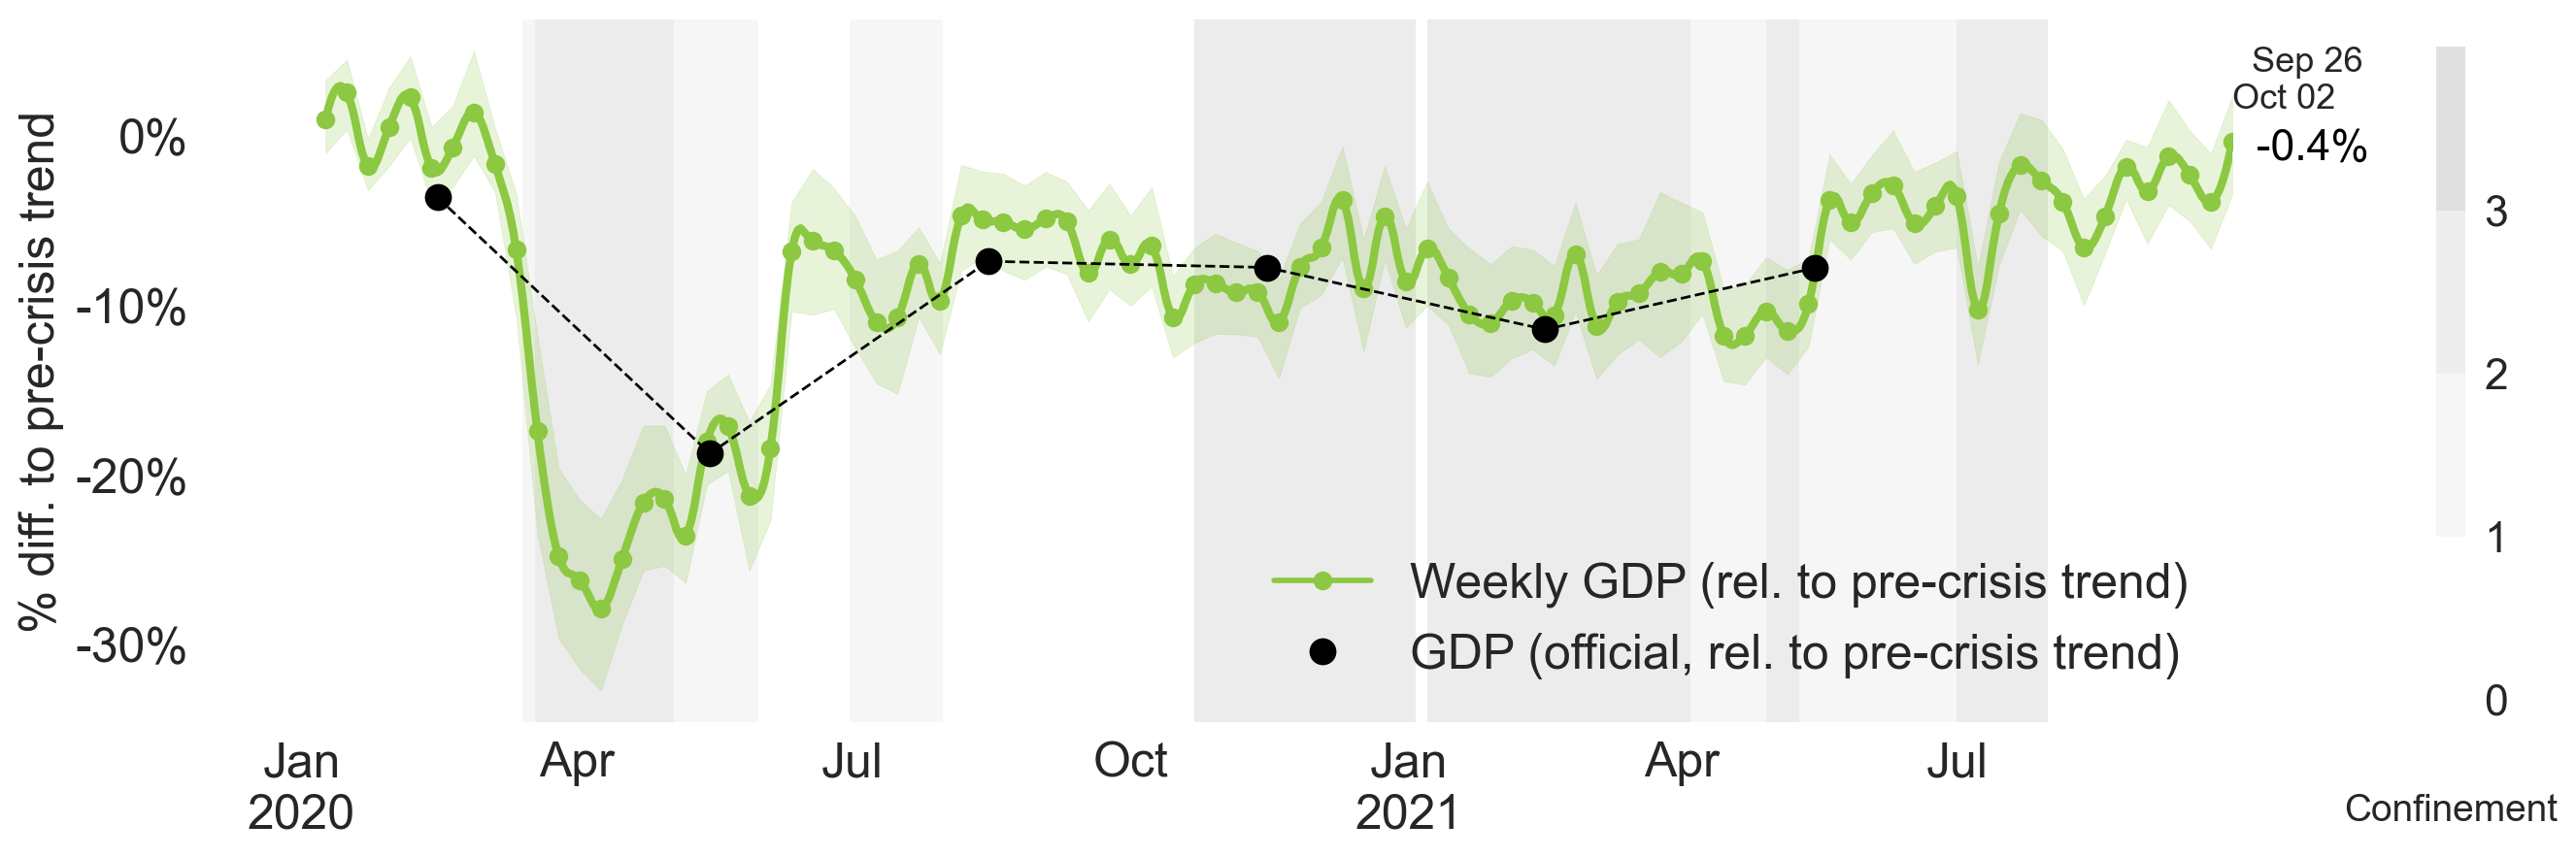 % diff. to pre-crisis trend
0%
-10%
-20%
-30%
Jan
2020
Apr
Jul
Oct
Jan
2021
Apr
Jul
Sep 26
Oct 02
-0.4%
Weekly GDP (rel. to pre-crisis trend)
GDP (official, rel. to pre-crisis trend)
3
2
1
0
Confinement